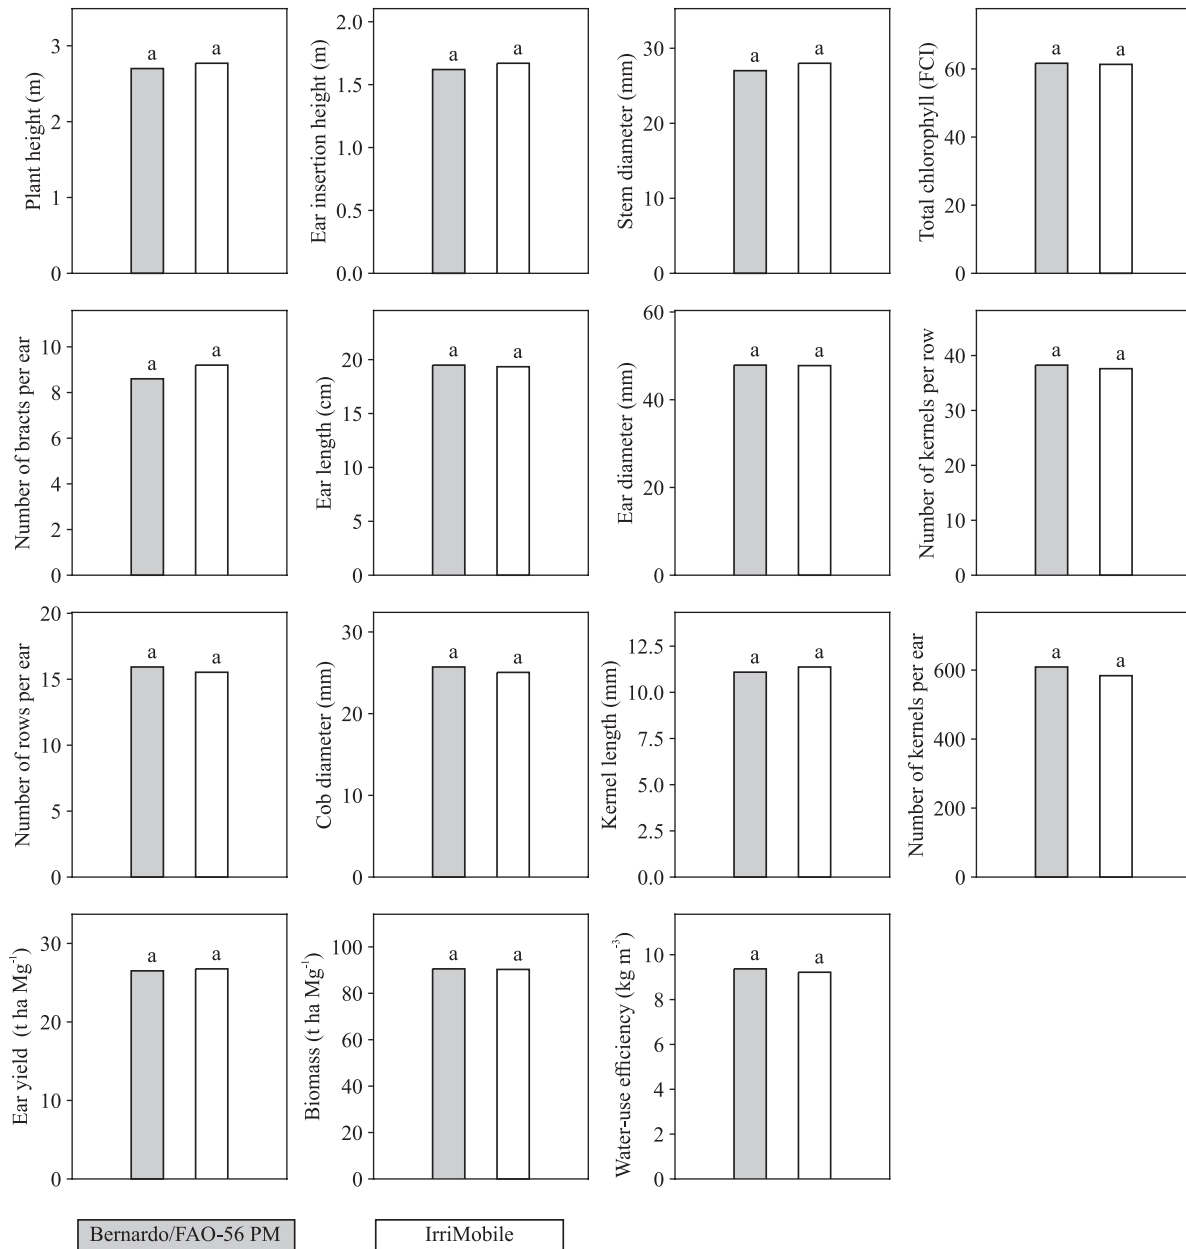 Plant height (m)
3
2
1
0
a a
Ear insertion height (m)
2.0
1.5
1.0
0.5
0.0
a a
Stem diameter (mm)
30
20
10
0
a a
Total chlorophyll (FCI)
60
40
20
0
a a
Number of bracts per ear
10
8
6
4
2
0
a a
Ear length (cm)
20
15
10
5
0
a a
Ear diameter (mm)
60
40
20
0
a a
Number of kernels per row
40
30
20
10
0
a a
Number of rows per ear
20
15
10
5
0
a a
Cob diameter (mm)
30
20
10
0
a a
Kernel length (mm)
12.5
10.0
7.5
5.0
2.5
0.0
a a
Number of kernels per ear
600
400
200
0
a a
Ear yield (t ha Mg⁻¹)
30
20
10
0
a a
Biomass (t ha Mg⁻¹)
100
80
60
40
20
0
a a
Water-use efficiency (kg m⁻³)
10
8
6
4
2
0
a a
Bernardo/FAO-56 PM
IrriMobile